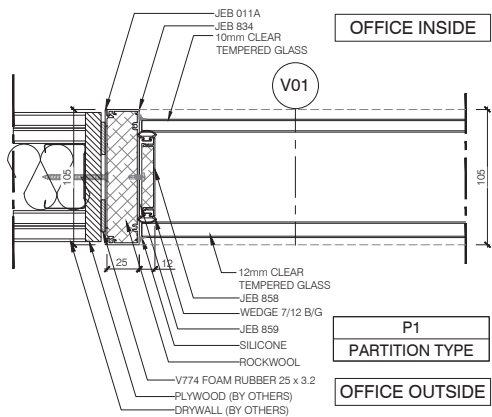 JEB 011A
JEB 834
10mm CLEAR
TEMPERED GLASS
OFFICE INSIDE
V01
105
105
25
12
12mm CLEAR
TEMPERED GLASS
JEB 858
WEDGE 7/12 B/G
JEB 859
SILICONE
ROCKWOOL
V774 FOAM RUBBER 25 x 3.2
PLYWOOD (BY OTHERS)
DRYWALL (BY OTHERS)
P1
PARTITION TYPE
OFFICE OUTSIDE